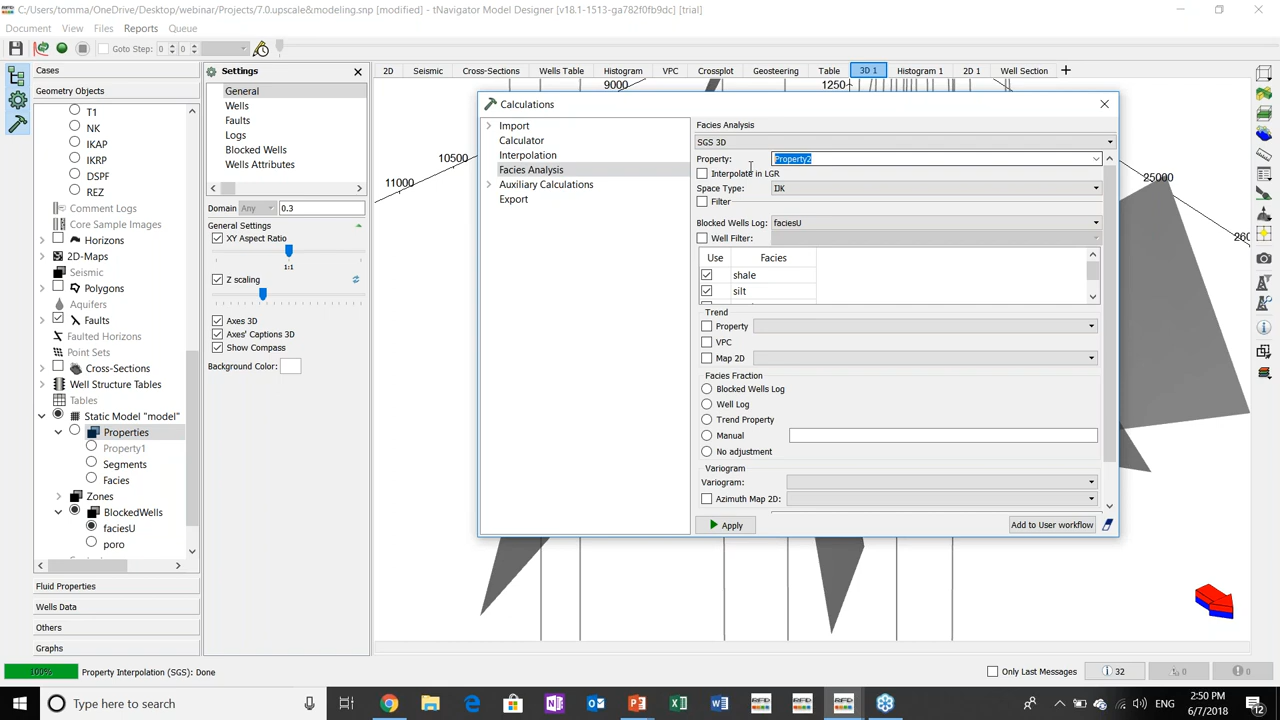 C:/Users/tomma/OneDrive/Desktop/webinar/Projects/7.0.upscale&modeling.snp [modified] - tNavigator Model Designer [v18.1-1513-ga782f0fb9dc] [trial]
Document View Files Reports Queue
Goto Step: 0 / 0
Cases
Geometry Objects
T1
NK
IKAP
IKRP
DSPF
REZ
Comment Logs
Core Sample Images
Horizons
2D-Maps
Seismic
Polygons
Aquifers
Faults
Faulted Horizons
Point Sets
Cross-Sections
Well Structure Tables
Tables
Static Model "model"
Properties
Property1
Segments
Facies
Zones
BlockedWells
faciesU
poro
Fluid Properties
Wells Data
Others
Graphs
Settings
General
Wells
Faults
Logs
Blocked Wells
Wells Attributes
Domain Any 0.3
General Settings
XY Aspect Ratio
1:1
Z scaling
Axes 3D
Axes' Captions 3D
Show Compass
Background Color:
2D Seismic Cross-Sections Wells Table Histogram VPC Crossplot Geosteering Table 3D 1 Histogram 1 2D 1 Well Section
9000
1250
10500
11000
25000
260
Calculations
Import
Calculator
Interpolation
Facies Analysis
Auxiliary Calculations
Export
Facies Analysis
SGS 3D
Property: Property2
Interpolate in LGR
Space Type: IJK
Filter
Blocked Wells Log: faciesU
Well Filter:
Use Facies
shale
silt
Trend
Property
VPC
Map 2D
Facies Fraction
Blocked Wells Log
Well Log
Trend Property
Manual
No adjustment
Variogram
Variogram:
Azimuth Map 2D:
Apply
Add to User workflow
100%
Property Interpolation (SGS): Done
Only Last Messages
32
0
0
Type here to search
ENG
2:50 PM
6/7/2018